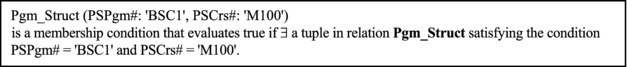 Pgm_Struct (PSPgm#: 'BSC1', PSCrs#: 'M100')
is a membership condition that evaluates true if ∃ a tuple in relation Pgm_Struct satisfying the condition
PSPgm# = 'BSC1' and PSCrs# = 'M100'.